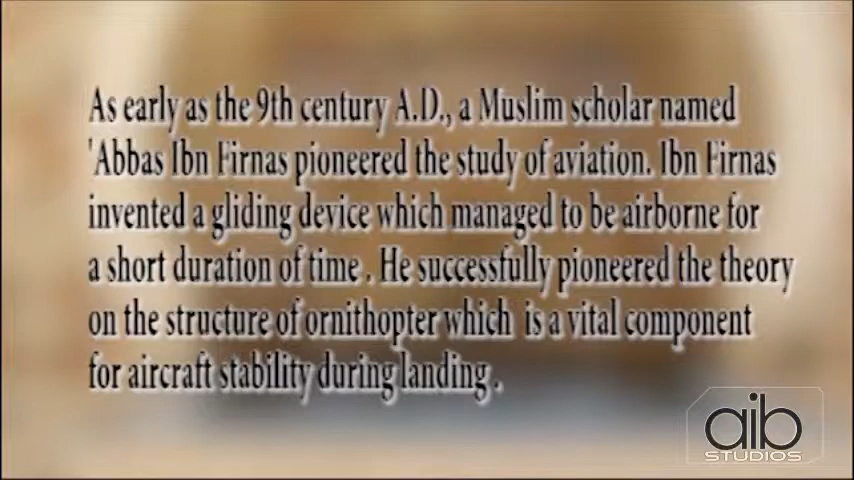 As early as the 9th century A.D., a Muslim scholar named
'Abbas Ibn Firnas pioneered the study of aviation. Ibn Firnas
invented a gliding device which managed to be airborne for
a short duration of time . He successfully pioneered the theory
on the structure of ornithopter which is a vital component
for aircraft stability during landing .
aib
STUDIOS